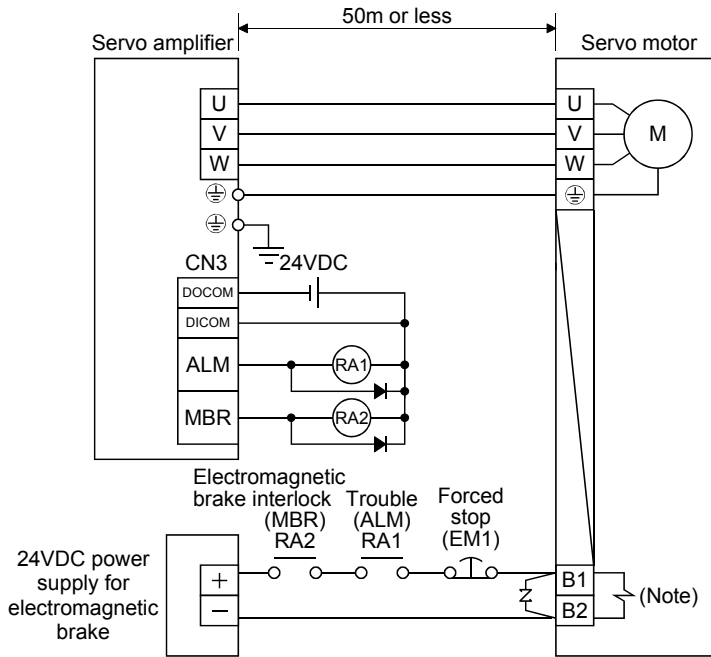 50m or less
Servo amplifier
Servo motor
U
U
V
V
M
W
W
CN3
24VDC
DOCOM
DICOM
ALM
RA1
MBR
RA2
Electromagnetic
brake interlock
(MBR)
RA2
Trouble
(ALM)
RA1
Forced
stop
(EM1)
24VDC power
supply for
electromagnetic
brake
+
−
B1
B2
(Note)